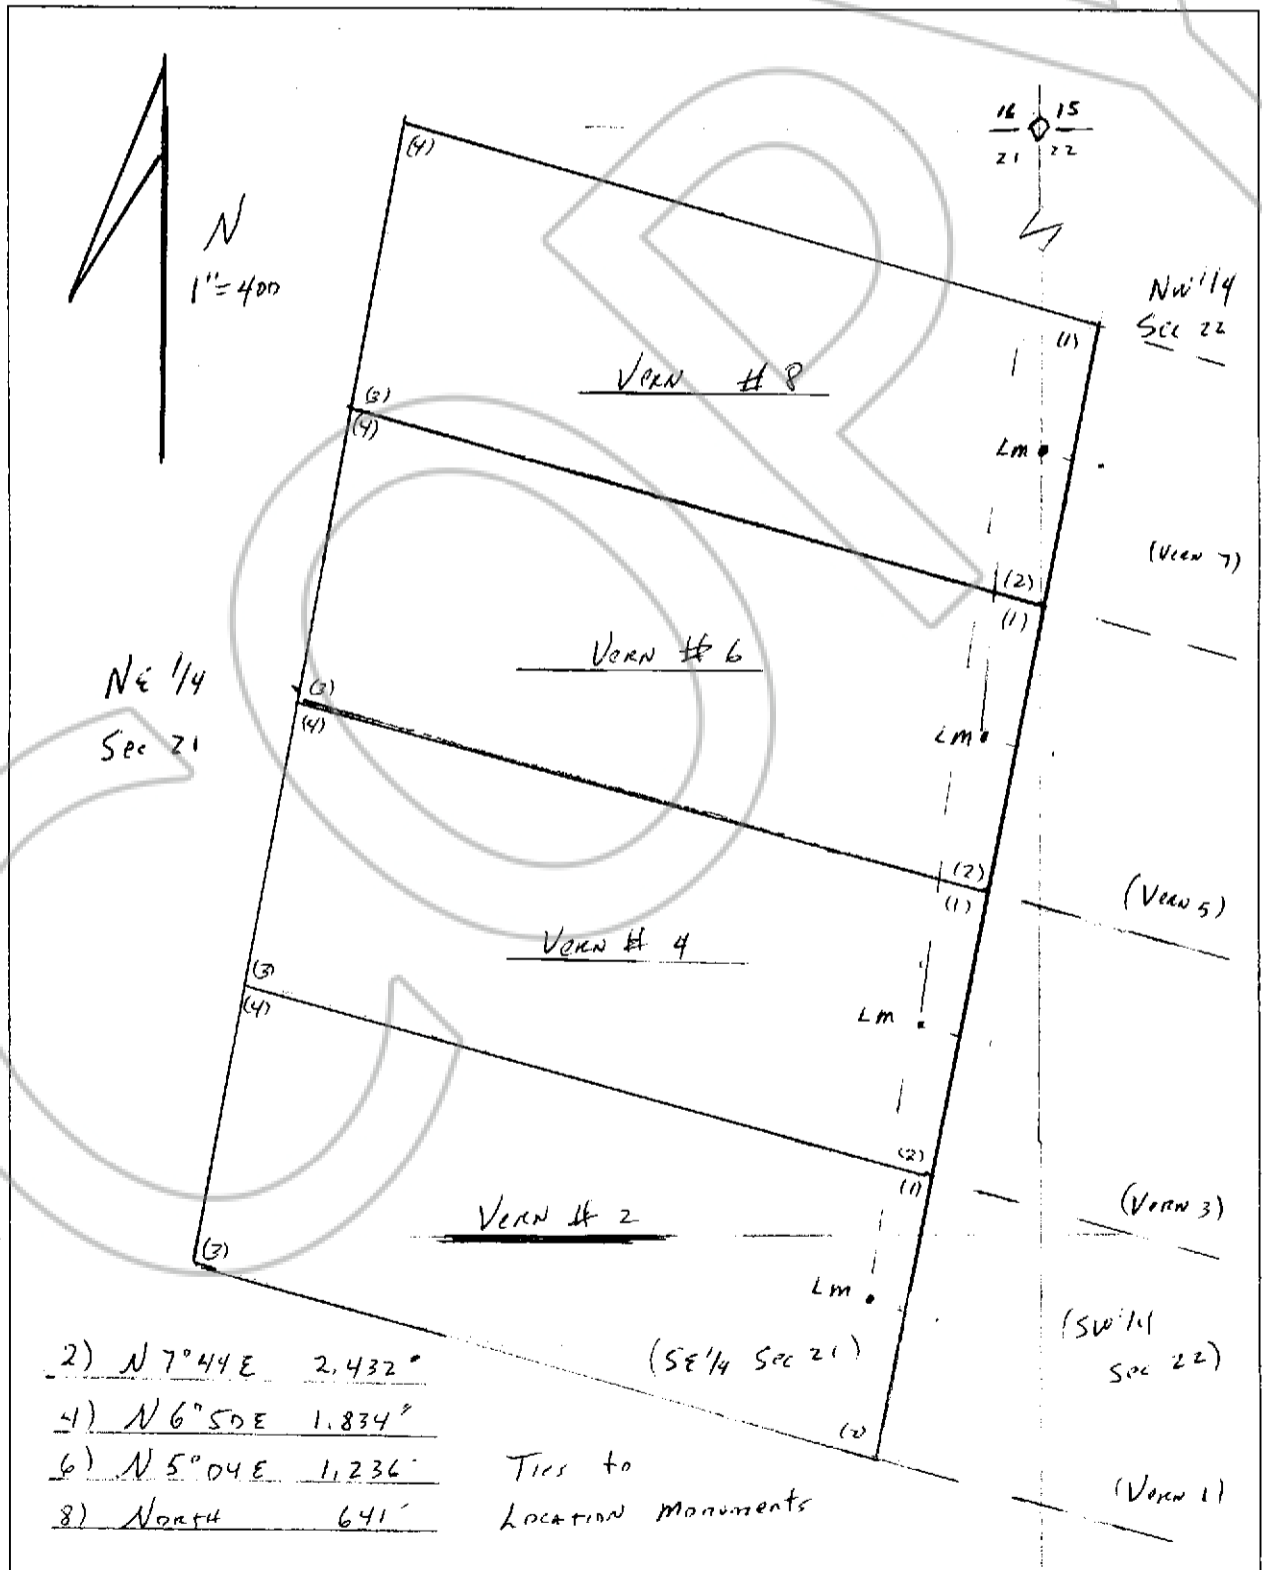 16 15
21 22
N
1"=400
(4)
NW 1/4
Sec 22
(1)
Vern # 8
(3)
(4)
Lm
(Vern 7)
(2)
(1)
Vern # 6
NE 1/4
Sec 21
(3)
(4)
Lm
(2)
(1)
(Vern 5)
Vern # 4
(3)
(4)
Lm
(2)
(1)
(Vern 3)
Vern # 2
(3)
Lm
(SE 1/4 Sec 21)
(SW 1/4
Sec 22)
2) N 7°44 E 2,432'
4) N 6°50 E 1,834'
6) N 5°04 E 1,236'
8) North 641'
Ties to
Location Monuments
(2)
(Vern 1)
COP